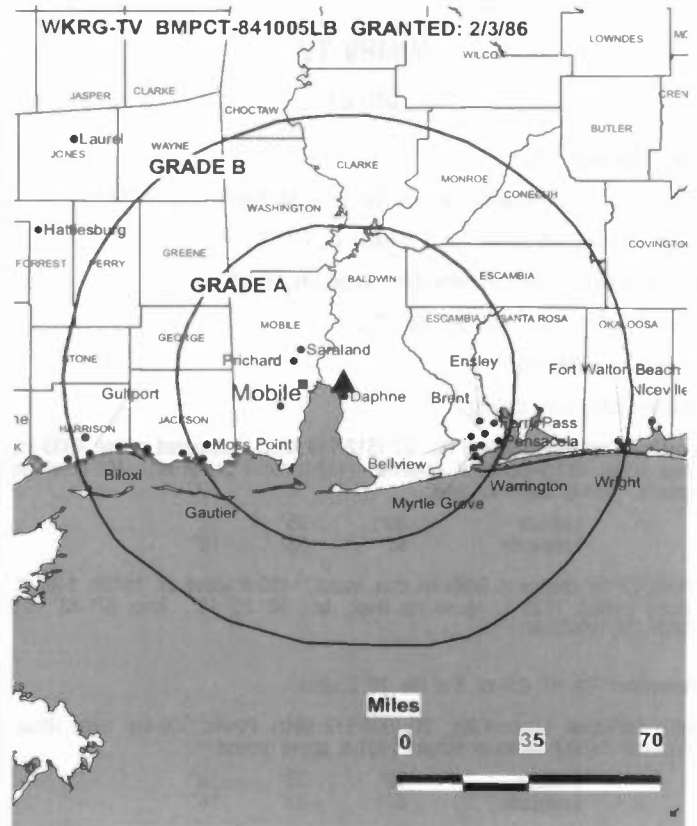 WKRG-TV BMPCT-841005LB GRANTED: 2/3/86
LOWNDES
WILCOX
JASPER
CLARKE
CHOCTAW
BUTLER
Laurel
JONES
WAYNE
GRADE B
CLARKE
MONROE
CONECUH
WASHINGTON
Hattiesburg
COVINGTO
FORREST
PERRY
GREENE
BALDWIN
ESCAMBIA
GRADE A
MOBILE
ESCAMBIA
SANTA ROSA
OKALOOSA
GEORGE
STONE
Saraland
Prichard
Ensley
Fort Walton Beach
Mobile
Daphne
Brent
Niceville
Gulfport
HARRISON
JACKSON
Ferry Pass
Moss Point
Pensacola
Biloxi
Bellview
Gautier
Myrtle Grove
Warrington
Wright
Miles
0 35 70